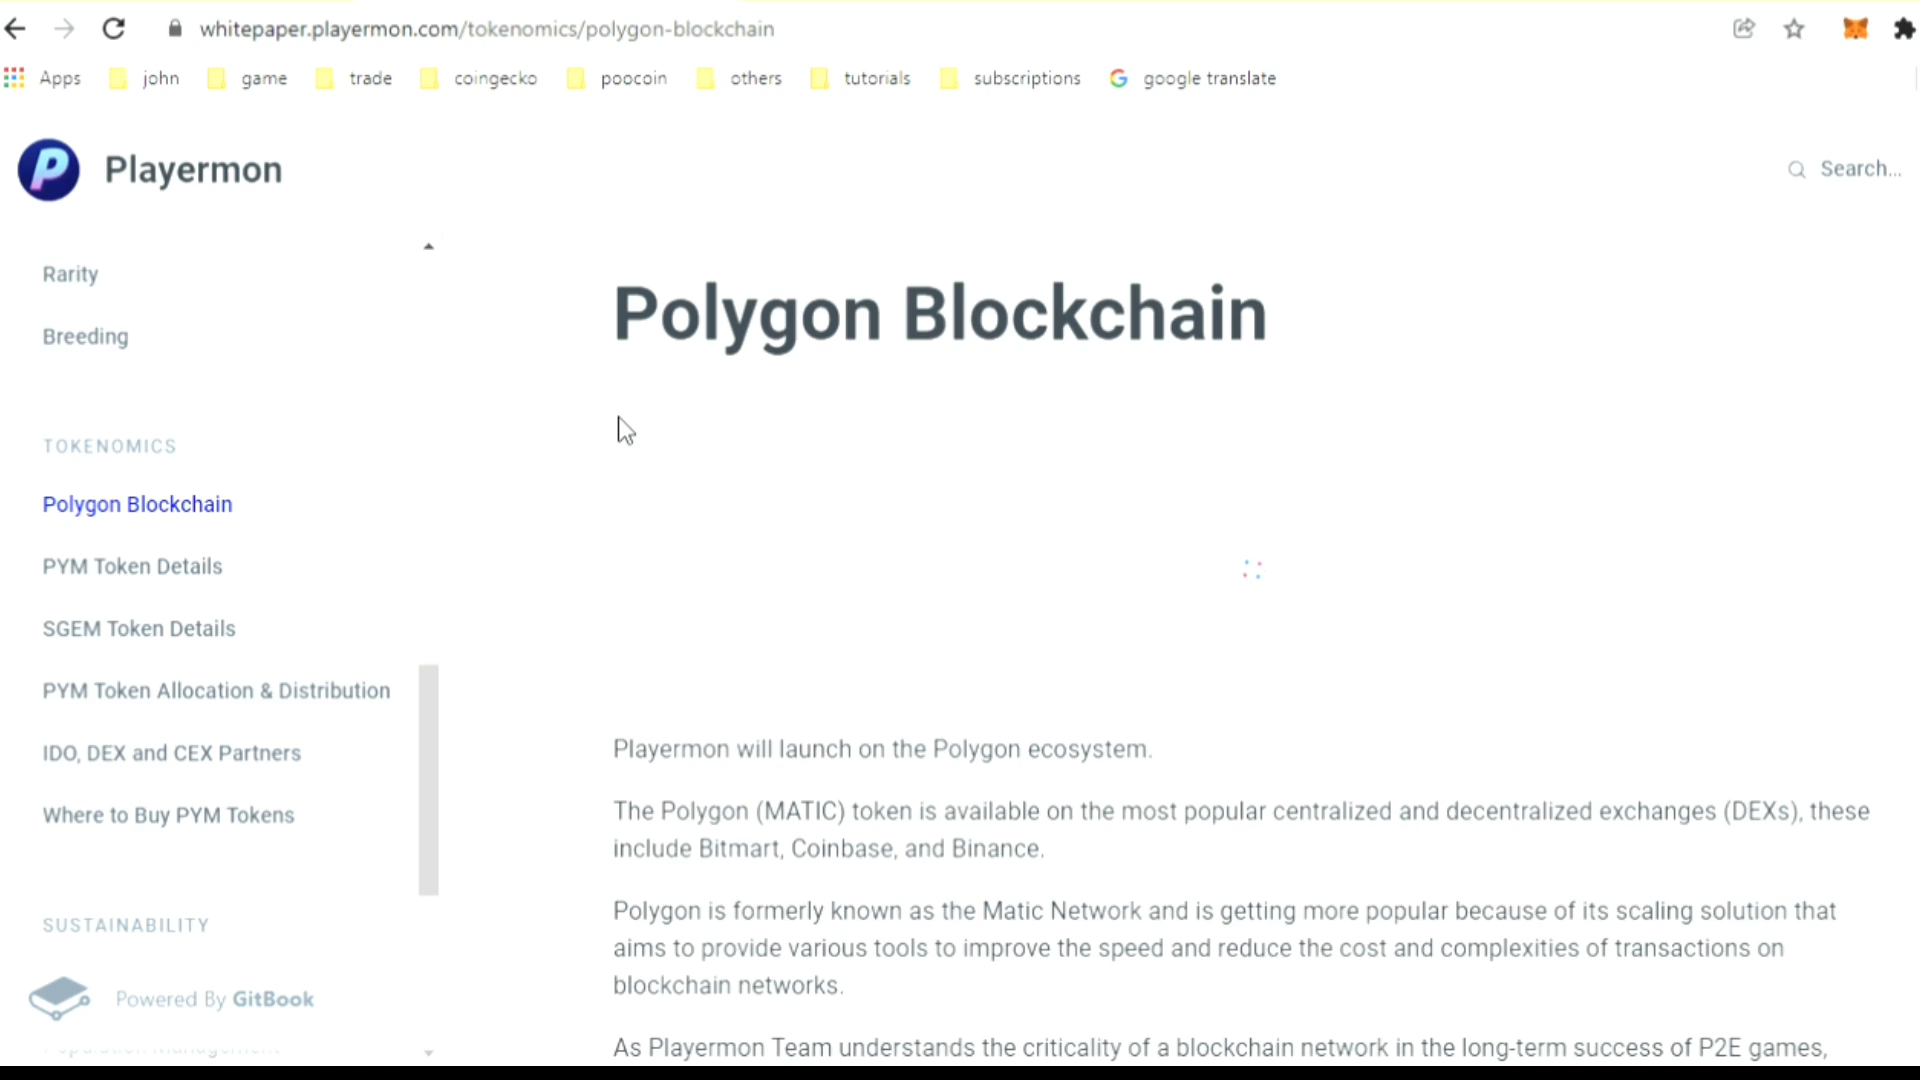 whitepaper.playermon.com/tokenomics/polygon-blockchain
Apps john game trade coingecko poocoin others tutorials subscriptions google translate
Playermon
Search...
Rarity
Breeding
TOKENOMICS
Polygon Blockchain
PYM Token Details
SGEM Token Details
PYM Token Allocation & Distribution
IDO, DEX and CEX Partners
Where to Buy PYM Tokens
SUSTAINABILITY
Powered By GitBook
Polygon Blockchain
Playermon will launch on the Polygon ecosystem.
The Polygon (MATIC) token is available on the most popular centralized and decentralized exchanges (DEXs), these
include Bitmart, Coinbase, and Binance.
Polygon is formerly known as the Matic Network and is getting more popular because of its scaling solution that
aims to provide various tools to improve the speed and reduce the cost and complexities of transactions on
blockchain networks.
As Playermon Team understands the criticality of a blockchain network in the long-term success of P2E games,